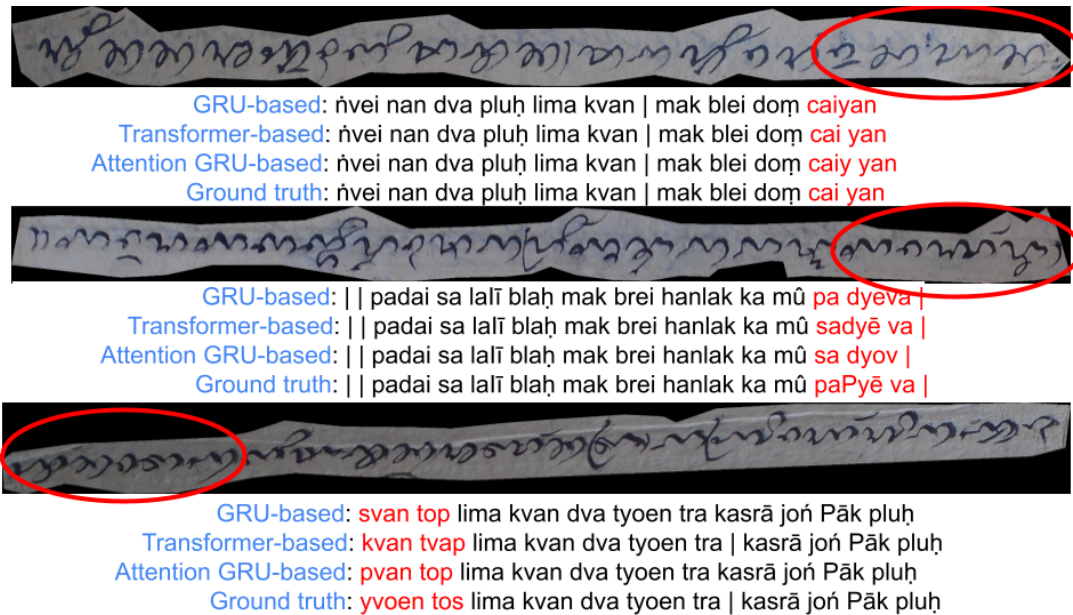 GRU-based: ṅvei nan dva pluḥ lima kvan | mak blei doṃ caiyan
Transformer-based: ṅvei nan dva pluḥ lima kvan | mak blei doṃ cai yan
Attention GRU-based: ṅvei nan dva pluḥ lima kvan | mak blei doṃ caiy yan
Ground truth: ṅvei nan dva pluḥ lima kvan | mak blei doṃ cai yan
GRU-based: | | padai sa lalī blaḥ mak brei hanlak ka mû pa dyeva |
Transformer-based: | | padai sa lalī blaḥ mak brei hanlak ka mû sadyē va |
Attention GRU-based: | | padai sa lalī blaḥ mak brei hanlak ka mû sa dyov |
Ground truth: | | padai sa lalī blaḥ mak brei hanlak ka mû paPyē va |
GRU-based: svan top lima kvan dva tyoen tra kasrā joń Pāk pluḥ
Transformer-based: kvan tvap lima kvan dva tyoen tra | kasrā joń Pāk pluḥ
Attention GRU-based: pvan top lima kvan dva tyoen tra kasrā joń Pāk pluḥ
Ground truth: yvoen tos lima kvan dva tyoen tra | kasrā joń Pāk pluḥ